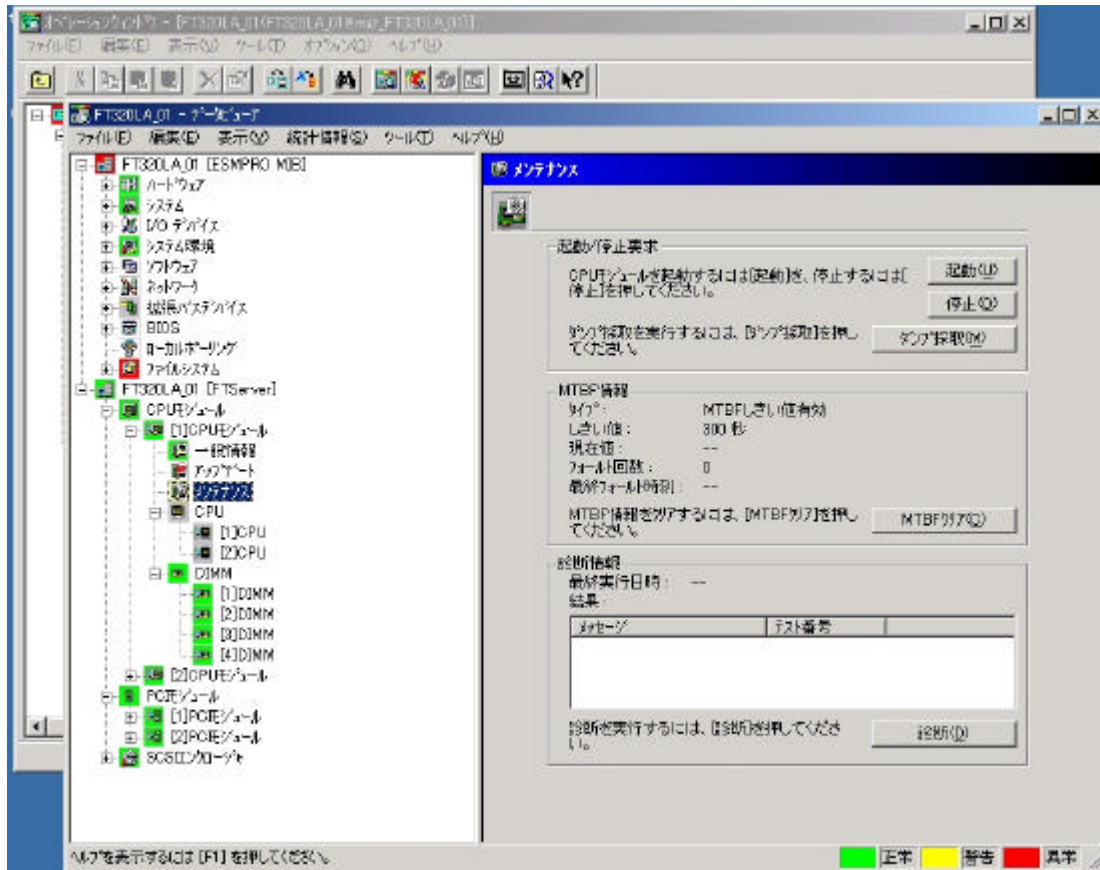 オペレーションウィンドウ - [FT320LA_01(FT320LA_01@mgr_FT320LA_01)]
ファイル(F) 編集(E) 表示(V) ツール(T) オプション(O) ヘルプ(H)
FT320LA_01 - データビューア
ファイル(F) 編集(E) 表示(V) 統計情報(S) ツール(T) ヘルプ(H)
FT320LA_01 [ESMPRO MIB]
ハードウェア
システム
I/O デバイス
システム環境
ソフトウェア
ネットワーク
拡張バスデバイス
BIOS
ローカルポーリング
ファイルシステム
FT320LA_01 [FTServer]
CPUモジュール
[1]CPUモジュール
一般情報
アップデート
メンテナンス
CPU
[1]CPU
[2]CPU
DIMM
[1]DIMM
[2]DIMM
[3]DIMM
[4]DIMM
[2]CPUモジュール
PCIモジュール
[1]PCIモジュール
[2]PCIモジュール
SCSIエンクロージャ
メンテナンス
起動/停止要求
CPUモジュールを起動するには[起動]を、停止するには[
停止]を押してください。
起動(U)
停止(O)
ダンプ採取を実行するには、[ダンプ採取]を押し
てください。
ダンプ採取(M)
MTBF情報
タイプ: MTBFしきい値有効
しきい値: 300 秒
現在値: --
フォールト回数: 0
最終フォールト時刻: --
MTBF情報をクリアするには、[MTBFクリア]を押し
てください。
MTBFクリア(C)
診断情報
最終実行日時: --
結果:
メッセージ テスト番号
診断を実行するには、[診断]を押してくださ
い。
診断(D)
ヘルプを表示するには [F1] を押してください。
正常 警告 異常